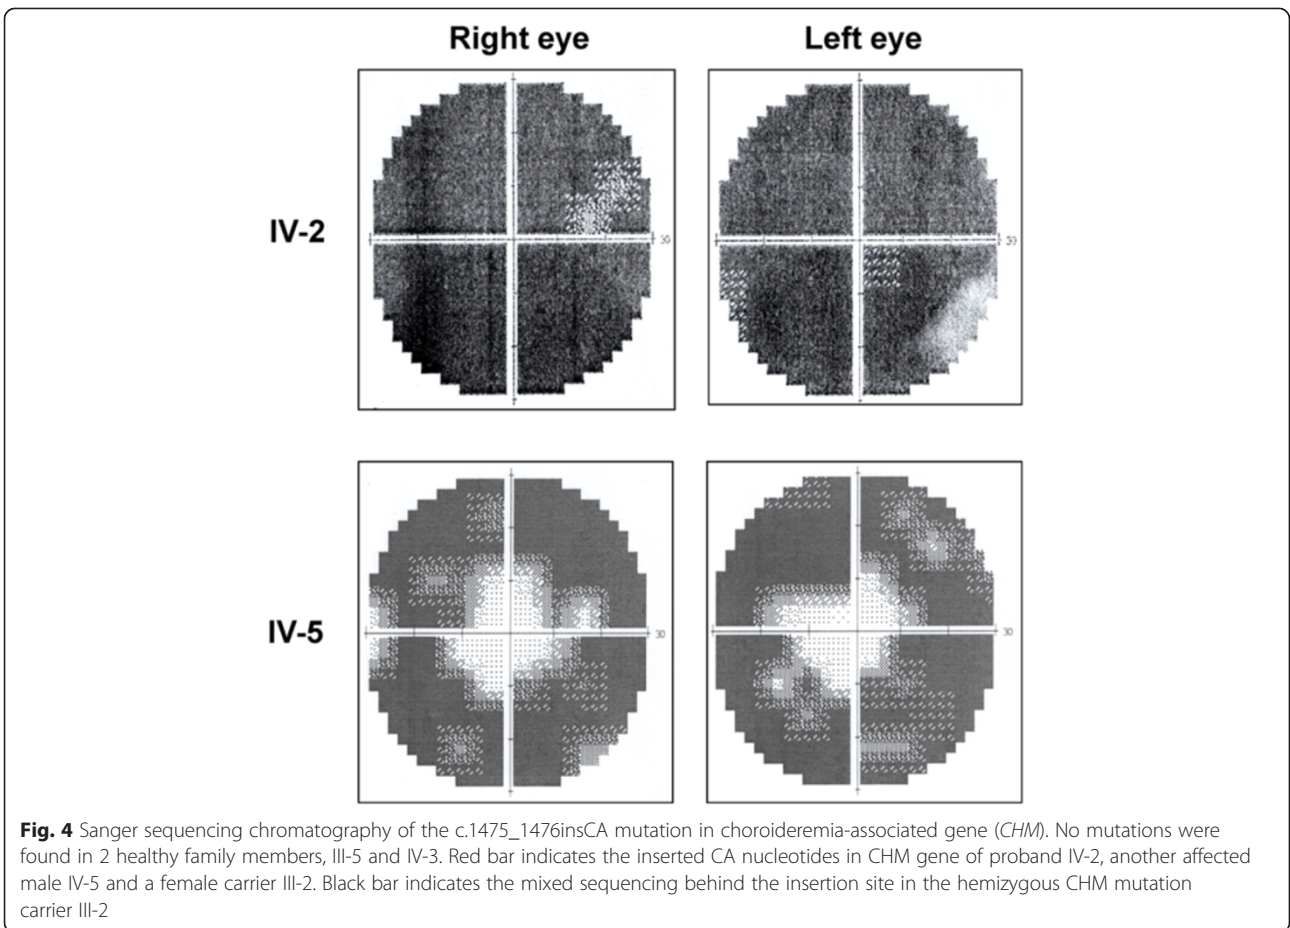 Right eye
Left eye
IV-2
30
30
IV-5
30
30
Fig. 4 Sanger sequencing chromatography of the c.1475_1476insCA mutation in choroideremia-associated gene (CHM). No mutations were
found in 2 healthy family members, III-5 and IV-3. Red bar indicates the inserted CA nucleotides in CHM gene of proband IV-2, another affected
male IV-5 and a female carrier III-2. Black bar indicates the mixed sequencing behind the insertion site in the hemizygous CHM mutation
carrier III-2